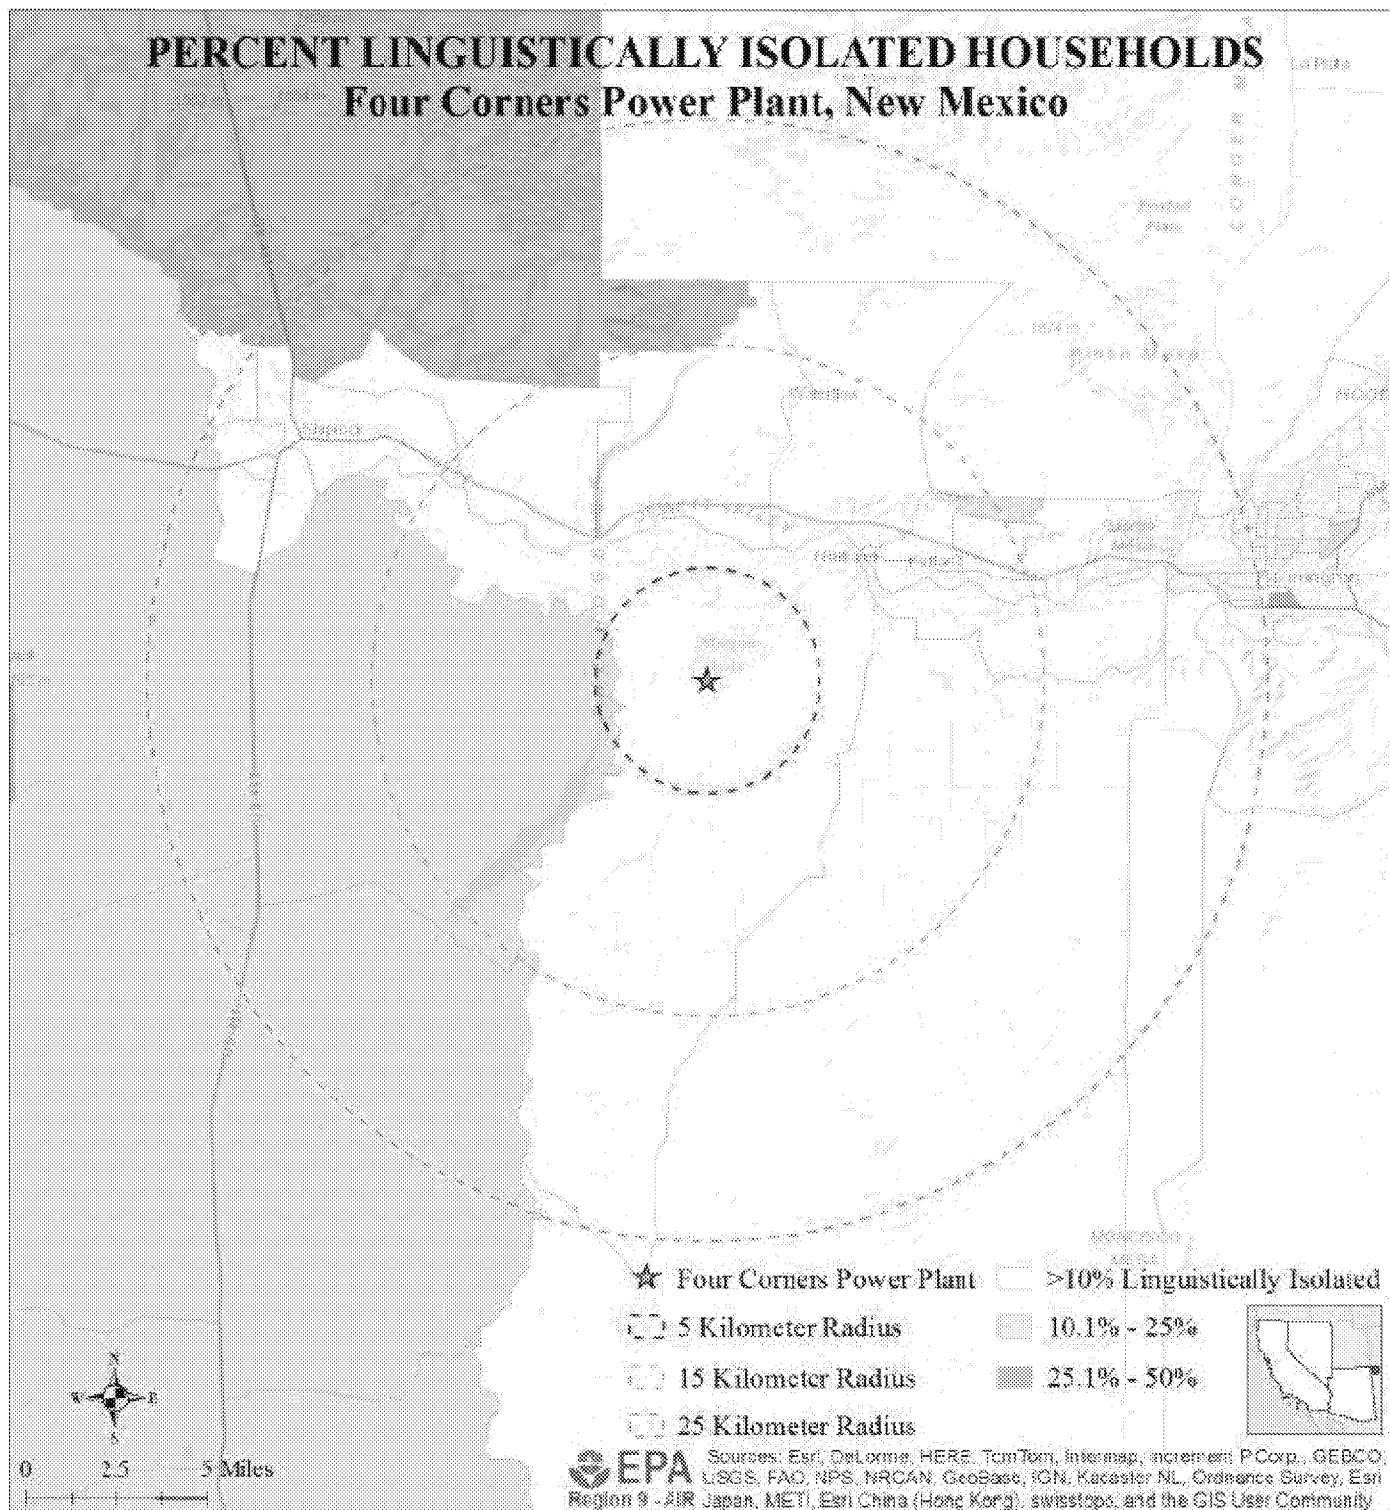 PERCENT LINGUISTICALLY ISOLATED HOUSEHOLDS
Four Corners Power Plant, New Mexico
Farmington
N
W E
S
Four Corners Power Plant
5 Kilometer Radius
15 Kilometer Radius
25 Kilometer Radius
>10% Linguistically Isolated
10.1% - 25%
25.1% - 50%
0 2.5 5 Miles
EPA
Region 9 - AIR
Sources: Esri, DeLorme, HERE, TomTom, Intermap, increment P Corp., GEBCO,
USGS, FAO, NPS, NRCAN, GeoBase, IGN, Kadaster NL, Ordnance Survey, Esri
Japan, METI, Esri China (Hong Kong), swisstopo, and the GIS User Community